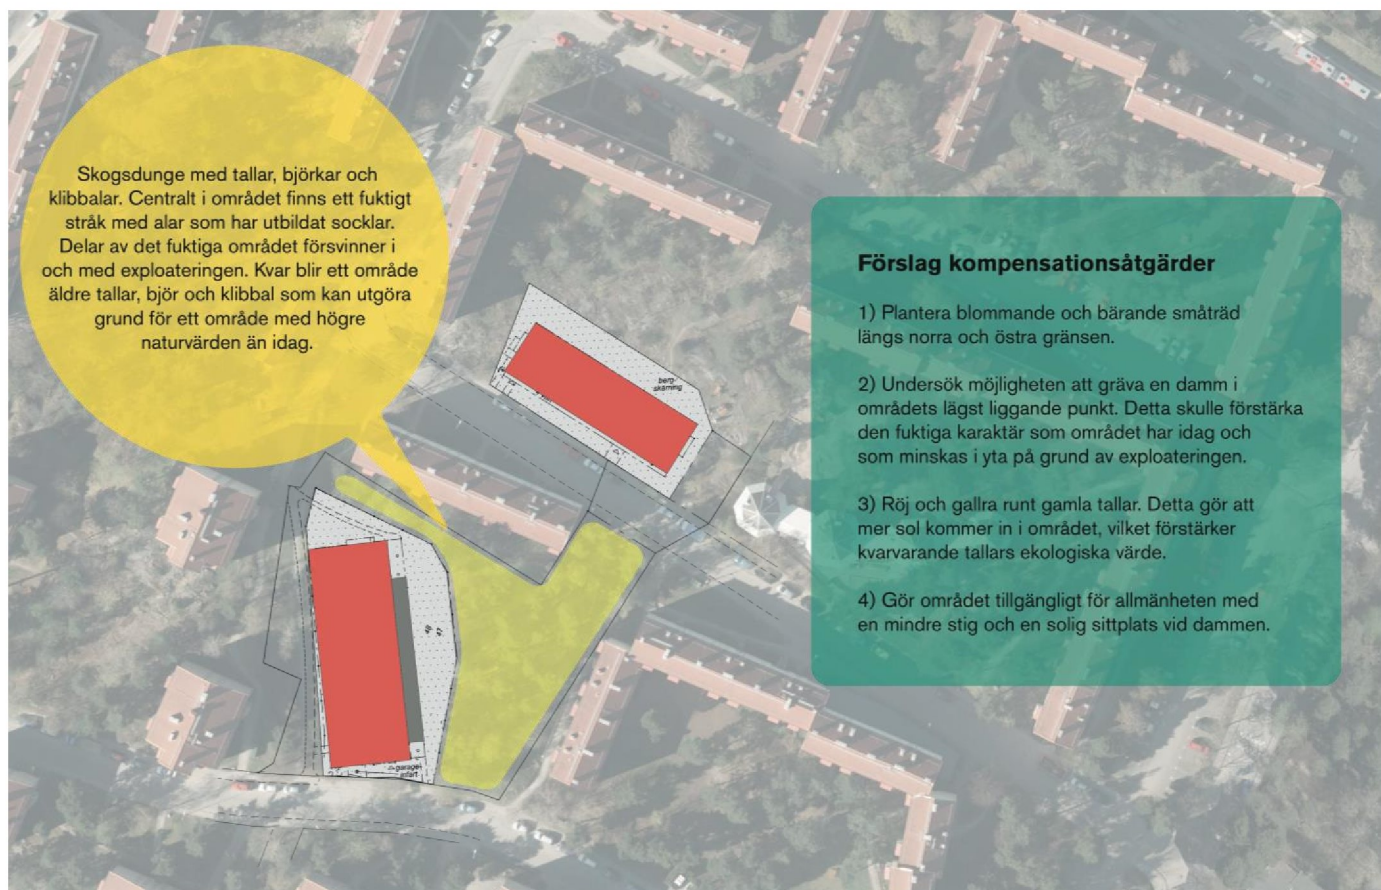 Skogsdunge med tallar, björkar och
klibbalar. Centralt i området finns ett fuktigt
stråk med alar som har utbildat socklar.
Delar av det fuktiga området försvinner i
och med exploateringen. Kvar blir ett område
äldre tallar, björ och klibbal som kan utgöra
grund för ett område med högre
naturvärden än idag.
berg-
skärning
garage
infart
Förslag kompensationsåtgärder
1) Plantera blommande och bärande småträd
längs norra och östra gränsen.
2) Undersök möjligheten att gräva en damm i
områdets lägst liggande punkt. Detta skulle förstärka
den fuktiga karaktär som området har idag och
som minskas i yta på grund av exploateringen.
3) Röj och gallra runt gamla tallar. Detta gör att
mer sol kommer in i området, vilket förstärker
kvarvarande tallars ekologiska värde.
4) Gör området tillgängligt för allmänheten med
en mindre stig och en solig sittplats vid dammen.